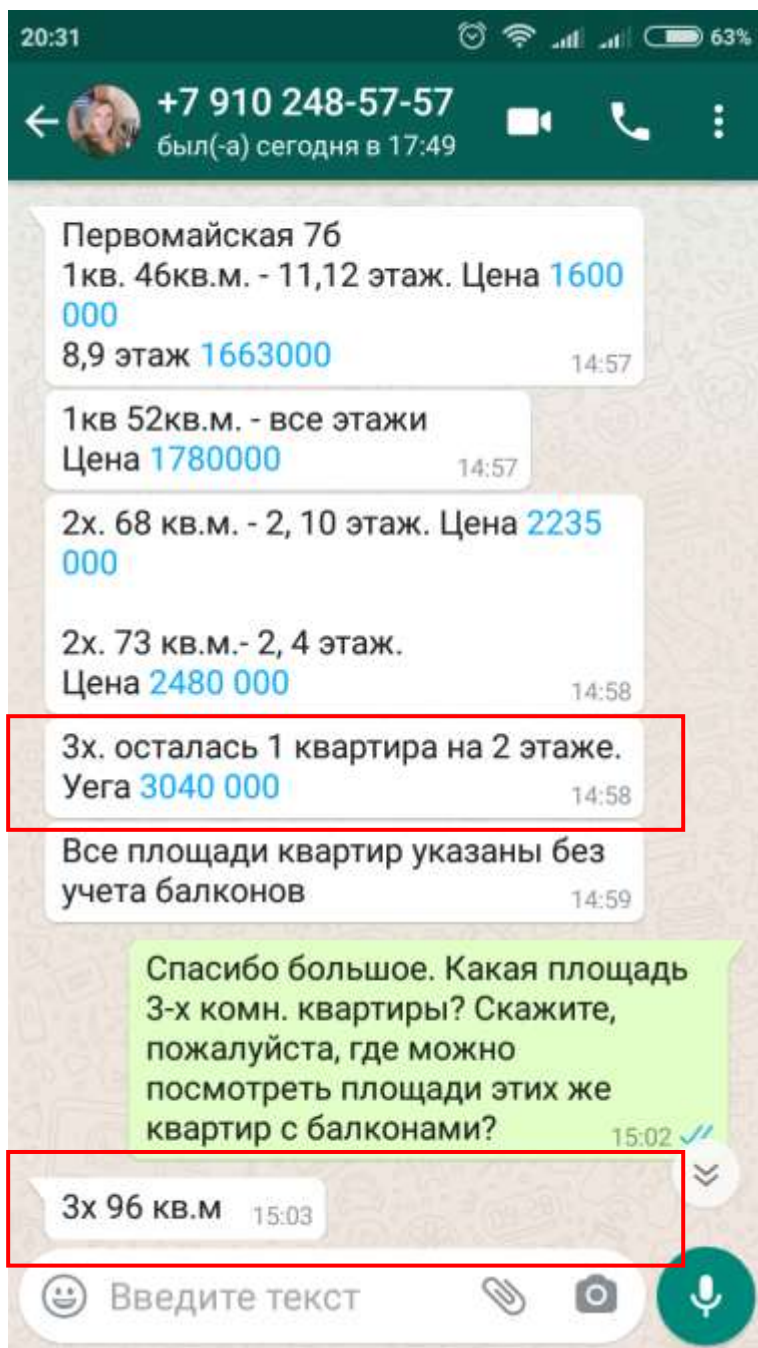 20:31
63%
+7 910 248-57-57
был(-а) сегодня в 17:49
Первомайская 7б
1кв. 46кв.м. - 11,12 этаж. Цена 1600
000
8,9 этаж 1663000
14:57
1кв 52кв.м. - все этажи
Цена 1780000
14:57
2х. 68 кв.м. - 2, 10 этаж. Цена 2235
000
2х. 73 кв.м.- 2, 4 этаж.
Цена 2480 000
14:58
3х. осталась 1 квартира на 2 этаже.
Уега 3040 000
14:58
Все площади квартир указаны без
учета балконов
14:59
Спасибо большое. Какая площадь
3-х комн. квартиры? Скажите,
пожалуйста, где можно
посмотреть площади этих же
квартир с балконами?
15:02
3х 96 кв.м
15:03
Введите текст